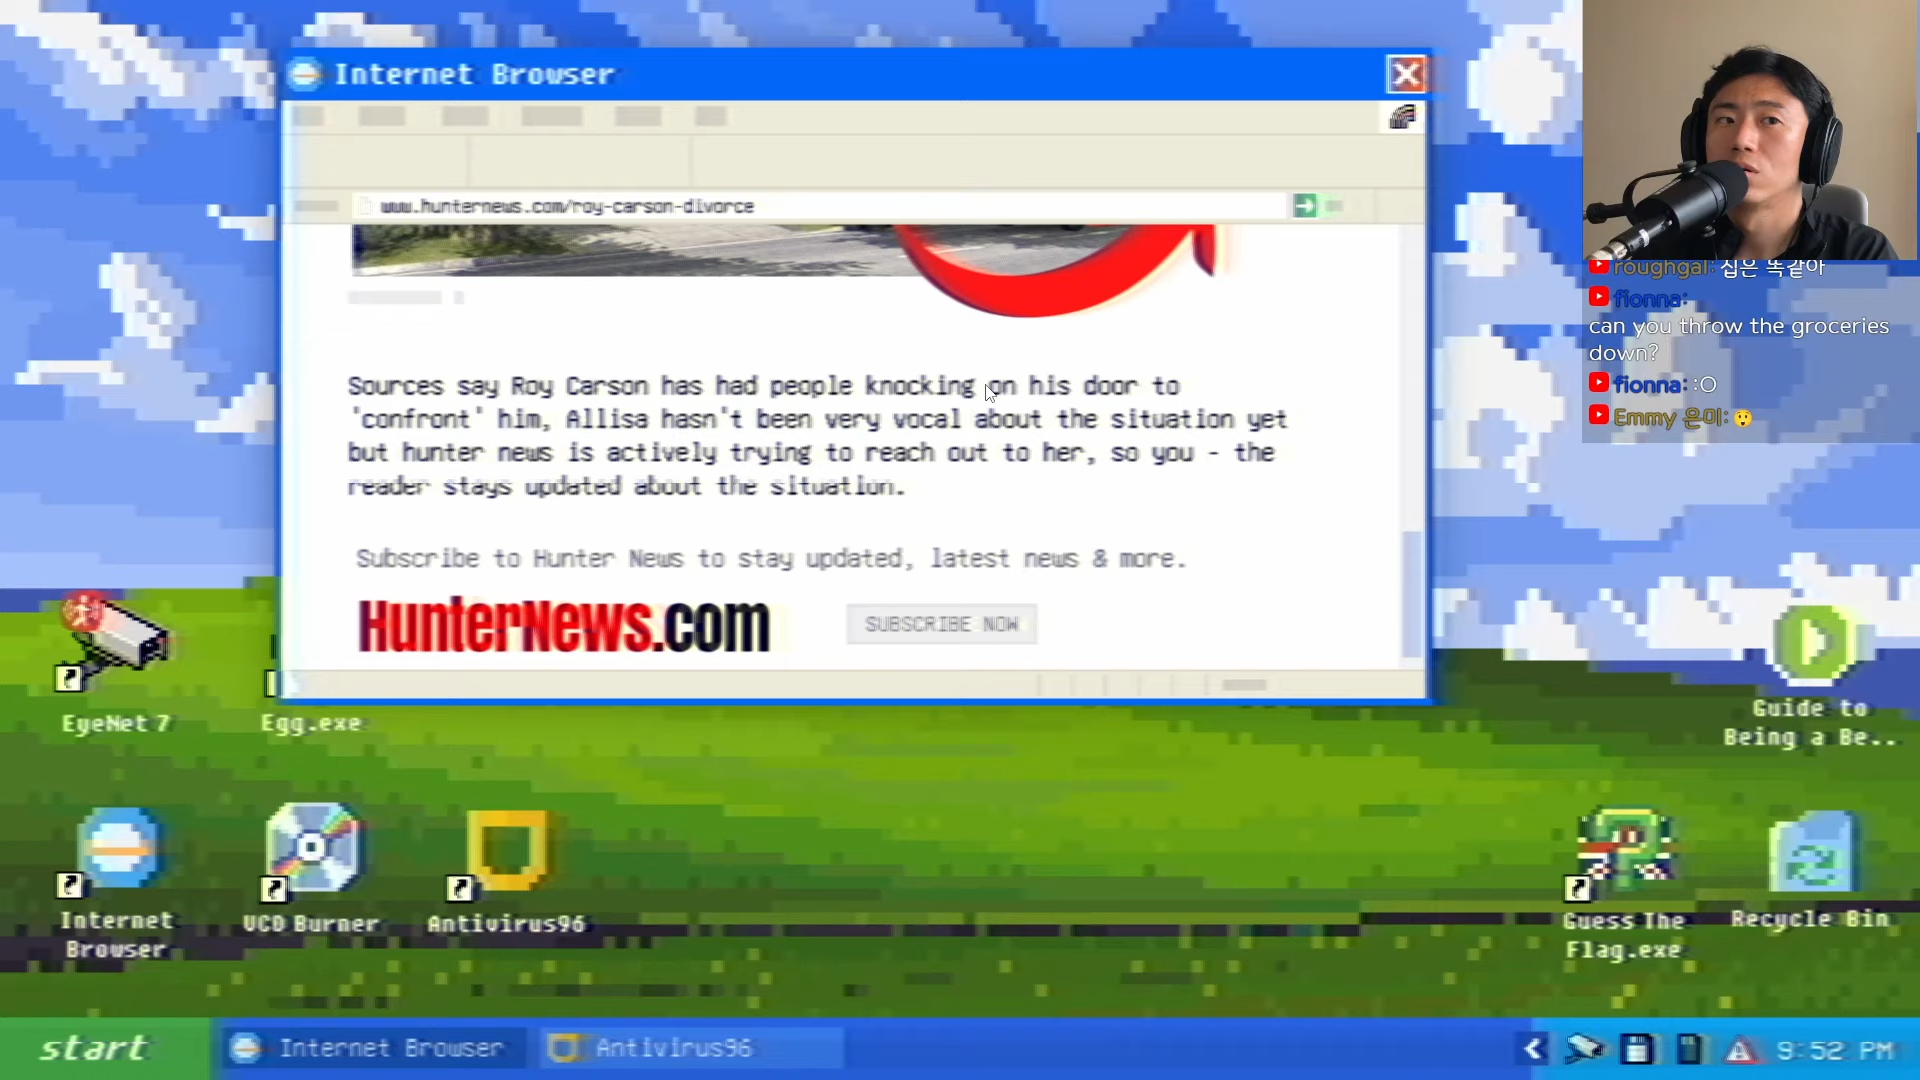 Internet Browser
www.hunternews.com/roy-carson-divorce
Sources say Roy Carson has had people knocking on his door to
'confront' him, Allisa hasn't been very vocal about the situation yet
but hunter news is actively trying to reach out to her, so you - the
reader stays updated about the situation.
Subscribe to Hunter News to stay updated, latest news & more.
HunterNews.com
SUBSCRIBE NOW
roughgal: 집은 똑같아
fionna:
can you throw the groceries
down?
fionna: :O
Emmy 은미: 😲
EyeNet 7
Egg.exe
Guide to
Being a Be..
Internet
Browser
VCD Burner
Antivirus96
Guess The
Flag.exe
Recycle Bin
start
Internet Browser
Antivirus96
9:52 PM